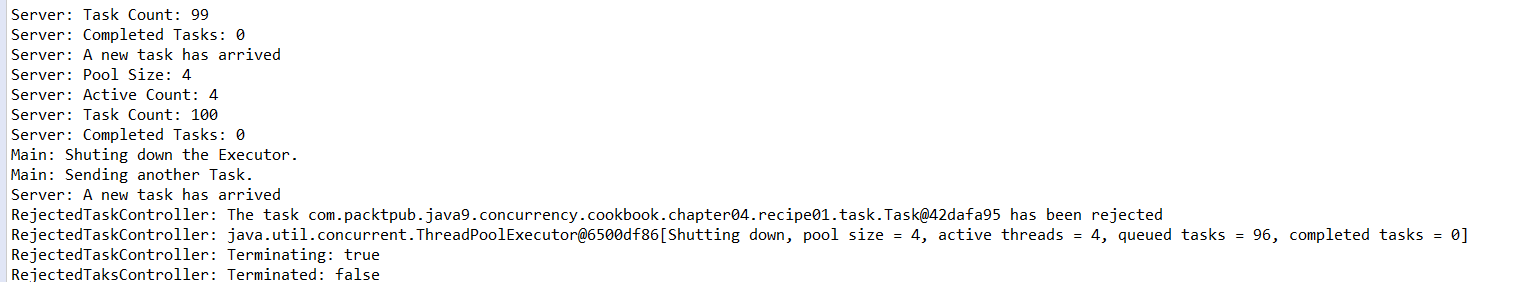 Server: Task Count: 99
Server: Completed Tasks: 0
Server: A new task has arrived
Server: Pool Size: 4
Server: Active Count: 4
Server: Task Count: 100
Server: Completed Tasks: 0
Main: Shuting down the Executor.
Main: Sending another Task.
Server: A new task has arrived
RejectedTaskController: The task com.packtpub.java9.concurrency.cookbook.chapter04.recipe01.task.Task@42dafa95 has been rejected
RejectedTaskController: java.util.concurrent.ThreadPoolExecutor@6500df86[Shutting down, pool size = 4, active threads = 4, queued tasks = 96, completed tasks = 0]
RejectedTaskController: Terminating: true
RejectedTaksController: Terminated: false